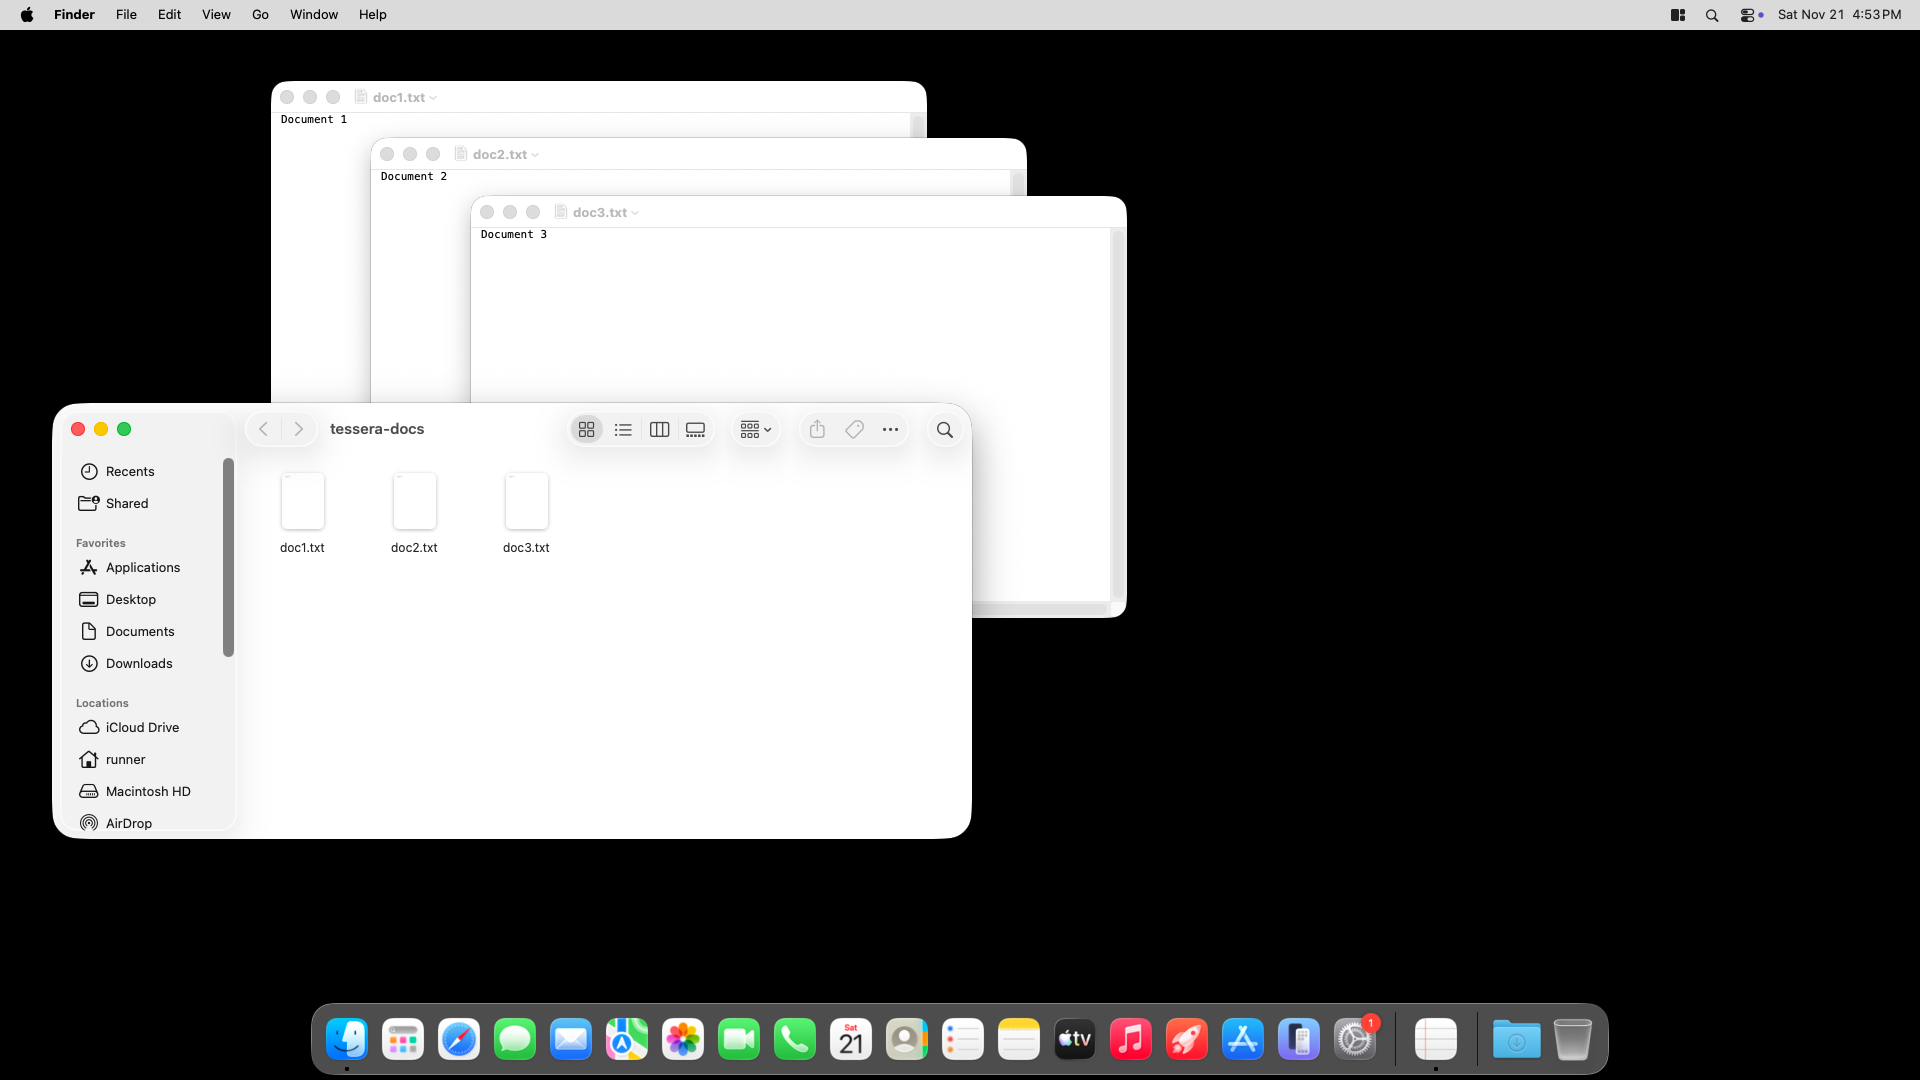 Finder File Edit View Go Window Help Sat Nov 21 4:53 PM
doc1.txt
Document 1
doc2.txt
Document 2
doc3.txt
Document 3
tessera-docs
Recents
Shared
Favorites
Applications
Desktop
Documents
Downloads
Locations
iCloud Drive
runner
Macintosh HD
AirDrop
doc1.txt doc2.txt doc3.txt
Sat
21
tv
1